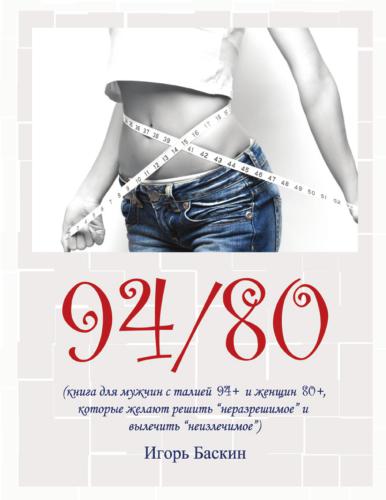 94/80
(книга для мужчин с талией 94+ и женщин 80+,
которые желают решить "неразрешимое" и
вылечить "неизлечимое")
Игорь Баскин